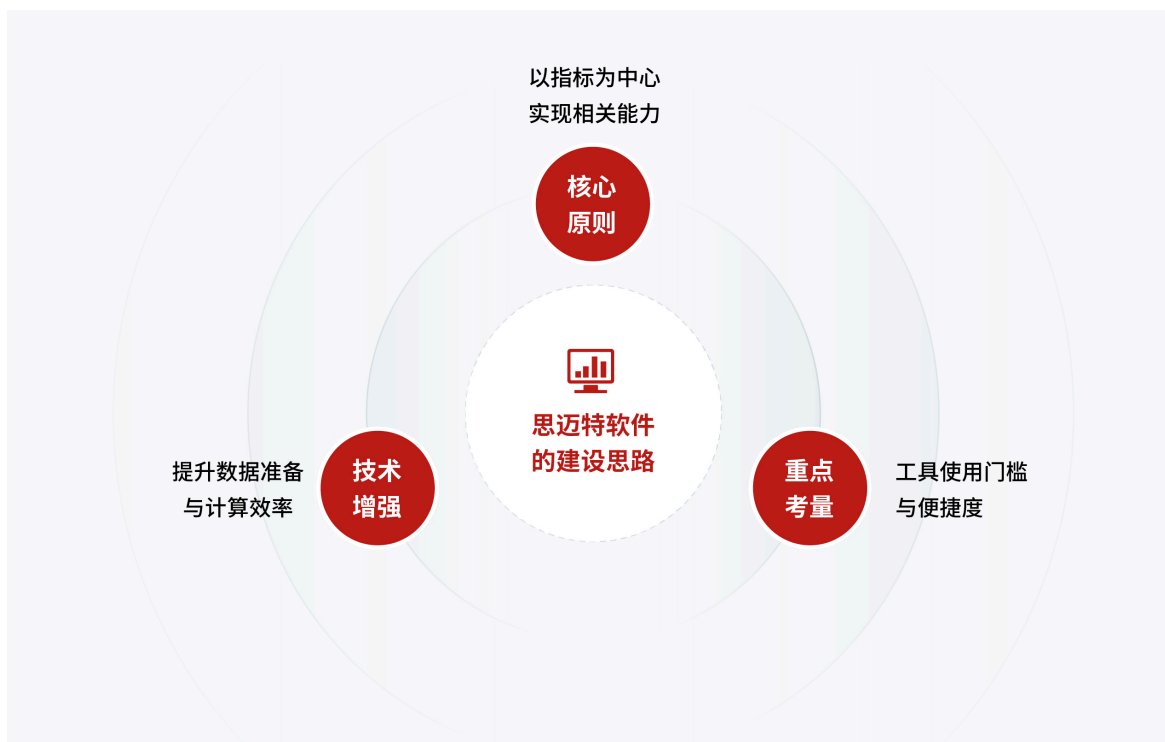 以指标为中心
实现相关能力
核心
原则
思迈特软件
的建设思路
提升数据准备
与计算效率
技术
增强
重点
考量
工具使用门槛
与便捷度